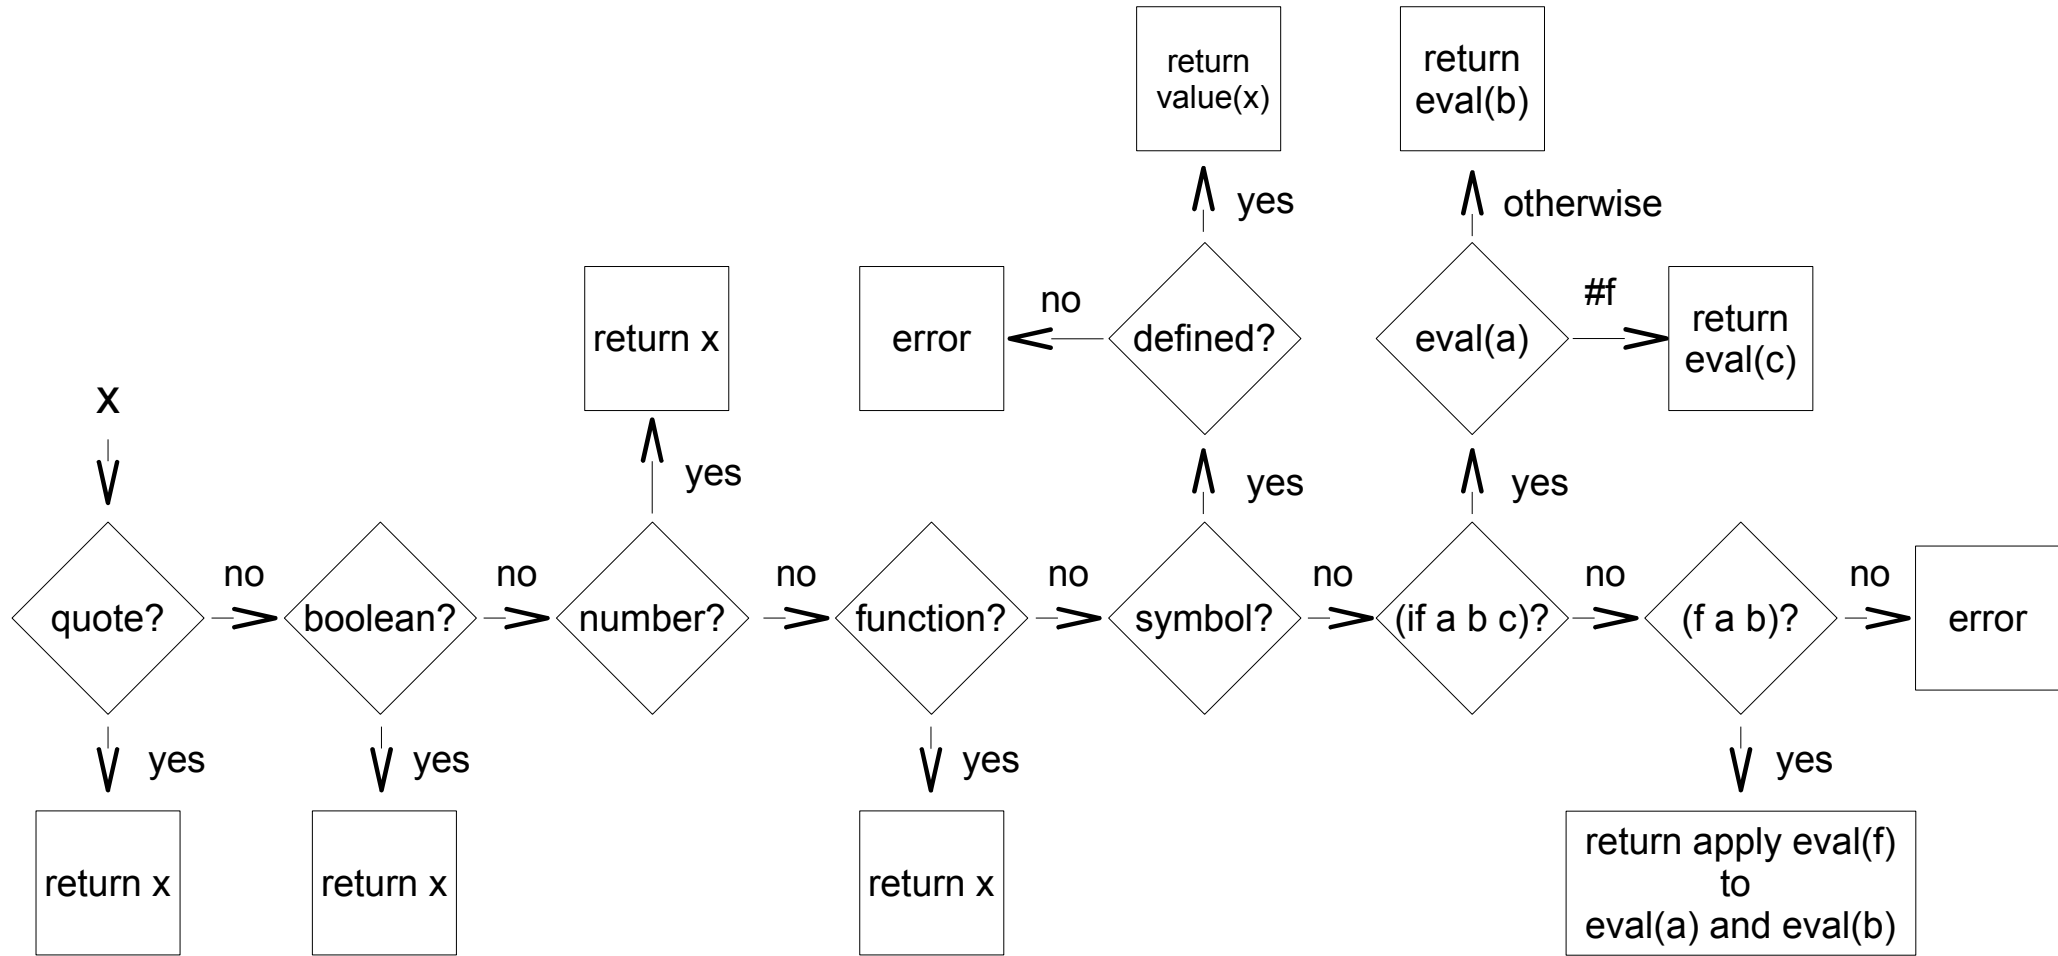 return
value(x)
return
eval(b)
yes
otherwise
return x
error
no
defined?
eval(a)
#f
return
eval(c)
x
yes
yes
yes
quote?
no
boolean?
no
number?
no
function?
no
symbol?
no
(if a b c)?
no
(f a b)?
no
error
yes
yes
yes
yes
return x
return x
return x
return apply eval(f)
to
eval(a) and eval(b)